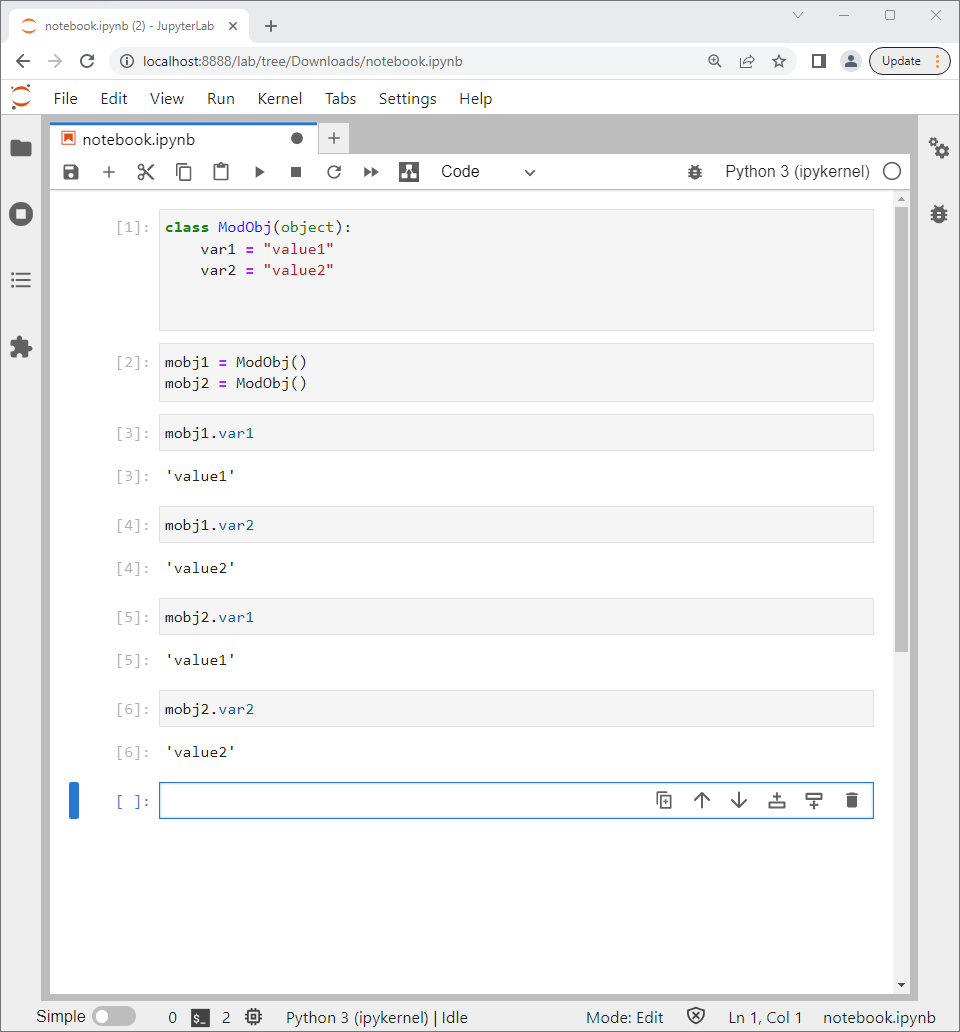 notebook.ipynb (2) - JupyterLab
localhost:8888/lab/tree/Downloads/notebook.ipynb
Update
File Edit View Run Kernel Tabs Settings Help
notebook.ipynb
Code
Python 3 (ipykernel)
[1]: class ModObj(object):
    var1 = "value1"
    var2 = "value2"
[2]: mobj1 = ModObj()
mobj2 = ModObj()
[3]: mobj1.var1
[3]: 'value1'
[4]: mobj1.var2
[4]: 'value2'
[5]: mobj2.var1
[5]: 'value1'
[6]: mobj2.var2
[6]: 'value2'
[ ]:
Simple 0 $_ 2 Python 3 (ipykernel) | Idle Mode: Edit Ln 1, Col 1 notebook.ipynb